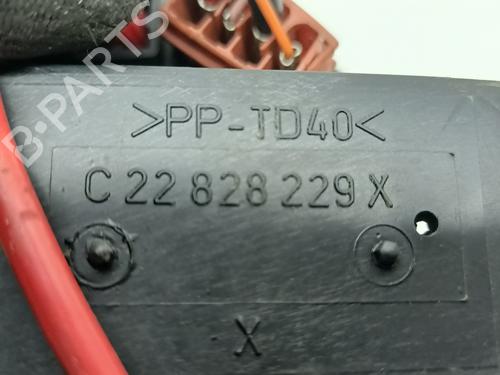 >PP-TD40<
C 22 828 229 X
X
B-PARTS